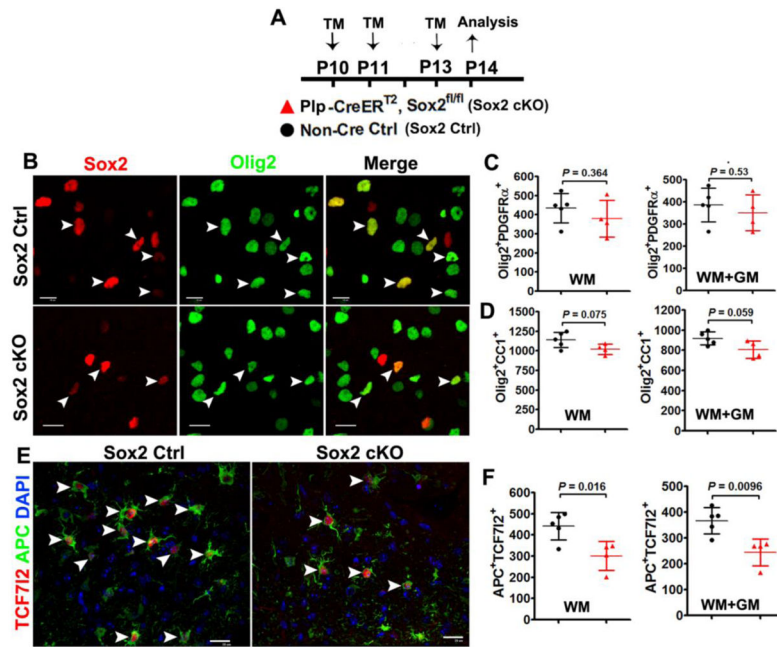 A
TM TM TM Analysis
P10 P11 P13 P14
Plp-CreERT2, Sox2fl/fl (Sox2 cKO)
Non-Cre Ctrl (Sox2 Ctrl)
B
Sox2 Olig2 Merge
Sox2 Ctrl
Sox2 cKO
C
Olig2+PDGFRα+
600
500
400
300
200
100
0
P = 0.364
WM
Olig2+PDGFRα+
500
400
300
200
100
0
P = 0.53
WM+GM
D
Olig2+CC1+
1500
1250
1000
750
500
250
0
P = 0.075
WM
Olig2+CC1+
1200
1000
800
600
400
200
0
P = 0.059
WM+GM
E
Sox2 Ctrl Sox2 cKO
TCF7l2 APC DAPI
F
APC+TCF7l2+
600
500
400
300
200
100
0
P = 0.016
WM
APC+TCF7l2+
500
400
300
200
100
0
P = 0.0096
WM+GM